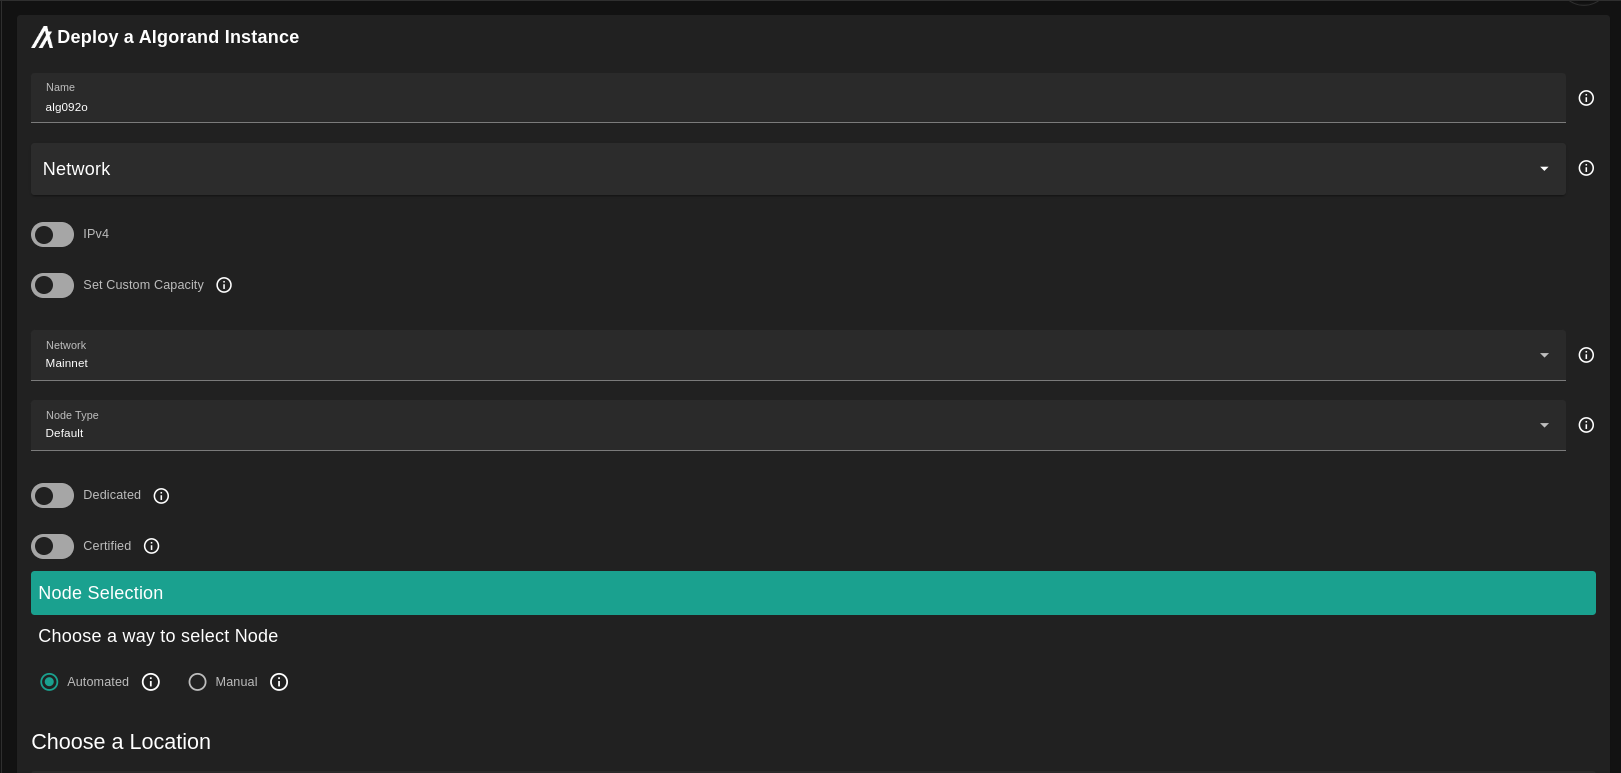 Deploy a Algorand Instance
Name
alg092o
Network
IPv4
Set Custom Capacity
Network
Mainnet
Node Type
Default
Dedicated
Certified
Node Selection
Choose a way to select Node
Automated Manual
Choose a Location